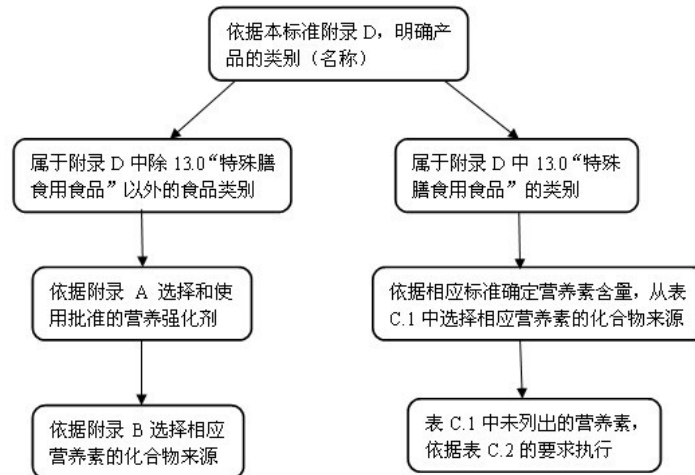 依据本标准附录 D，明确产
品的类别（名称）
属于附录 D 中除 13.0“特殊膳
食用食品”以外的食品类别
属于附录 D 中 13.0“特殊
膳食用食品”的类别
依据附录 A 选择和使
用批准的营养强化剂
依据相应标准确定营养素含量，从表
C.1 中选择相应营养素的化合物来源
依据附录 B 选择相应
营养素的化合物来源
表 C.1 中未列出的营养素，
依据表 C.2 的要求执行